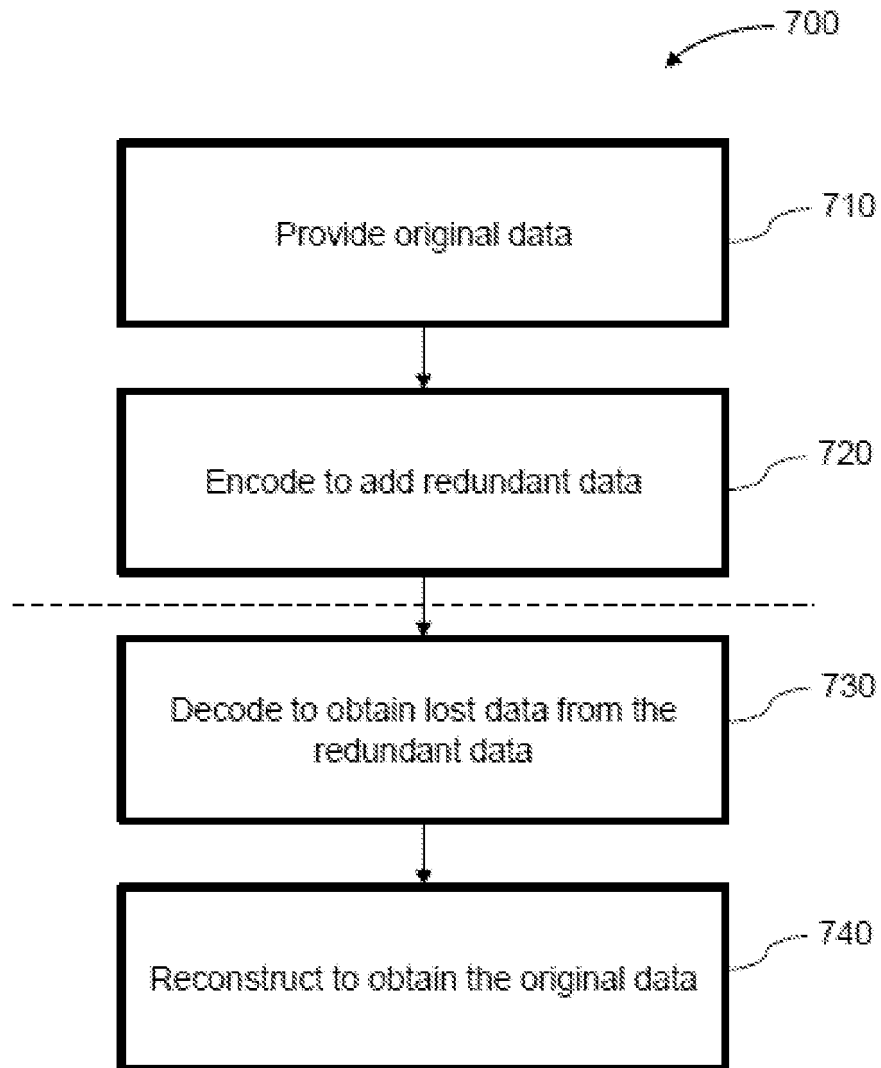 700
Provide original data
710
Encode to add redundant data
720
Decode to obtain lost data from the
redundant data
730
Reconstruct to obtain the original data
740